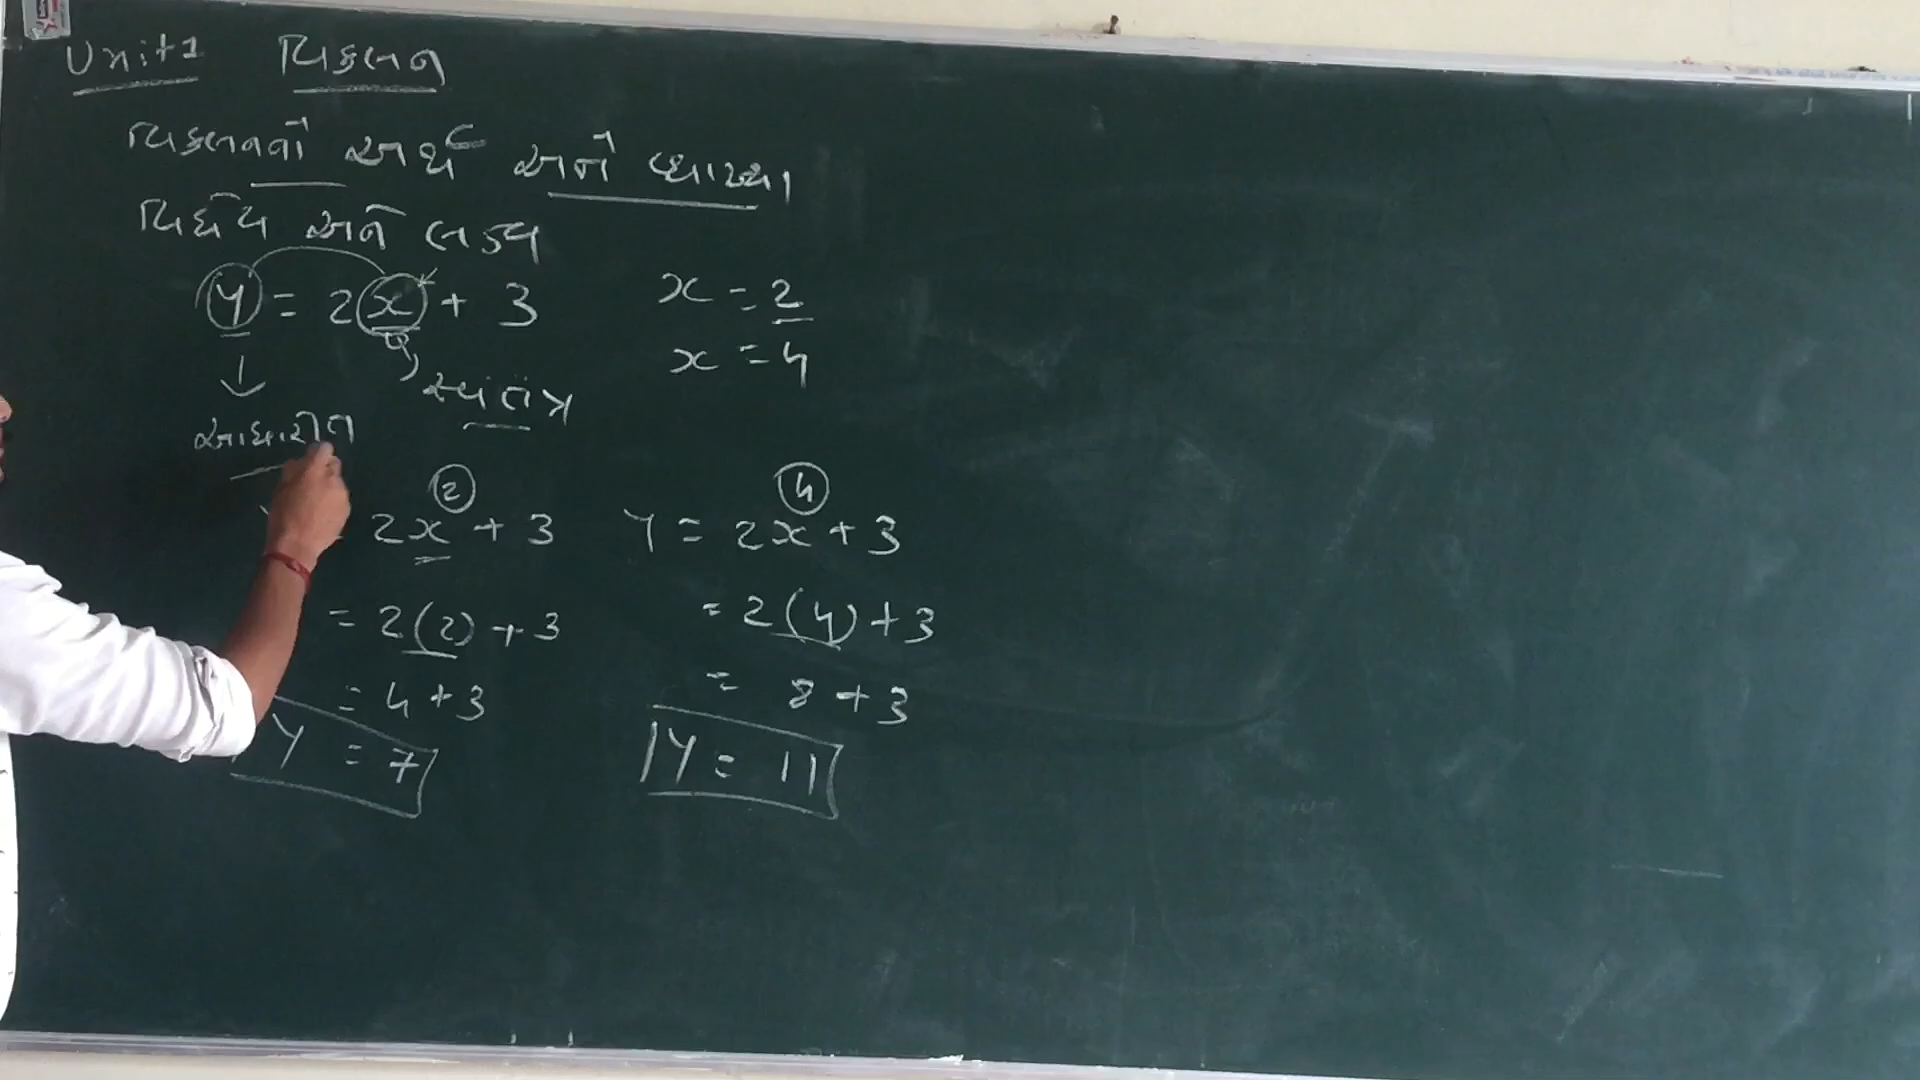 Unit 1 વિકલન
વિકલનનો અર્થ અને વ્યાખ્યા
વિધેય અને લક્ષ
y = 2x + 3
x = 2
x = 4
સ્વતંત્ર
આધારીત
2
4
2x + 3
Y = 2x + 3
= 2(2) + 3
= 2(4) + 3
= 4 + 3
= 8 + 3
Y = 7
Y = 11